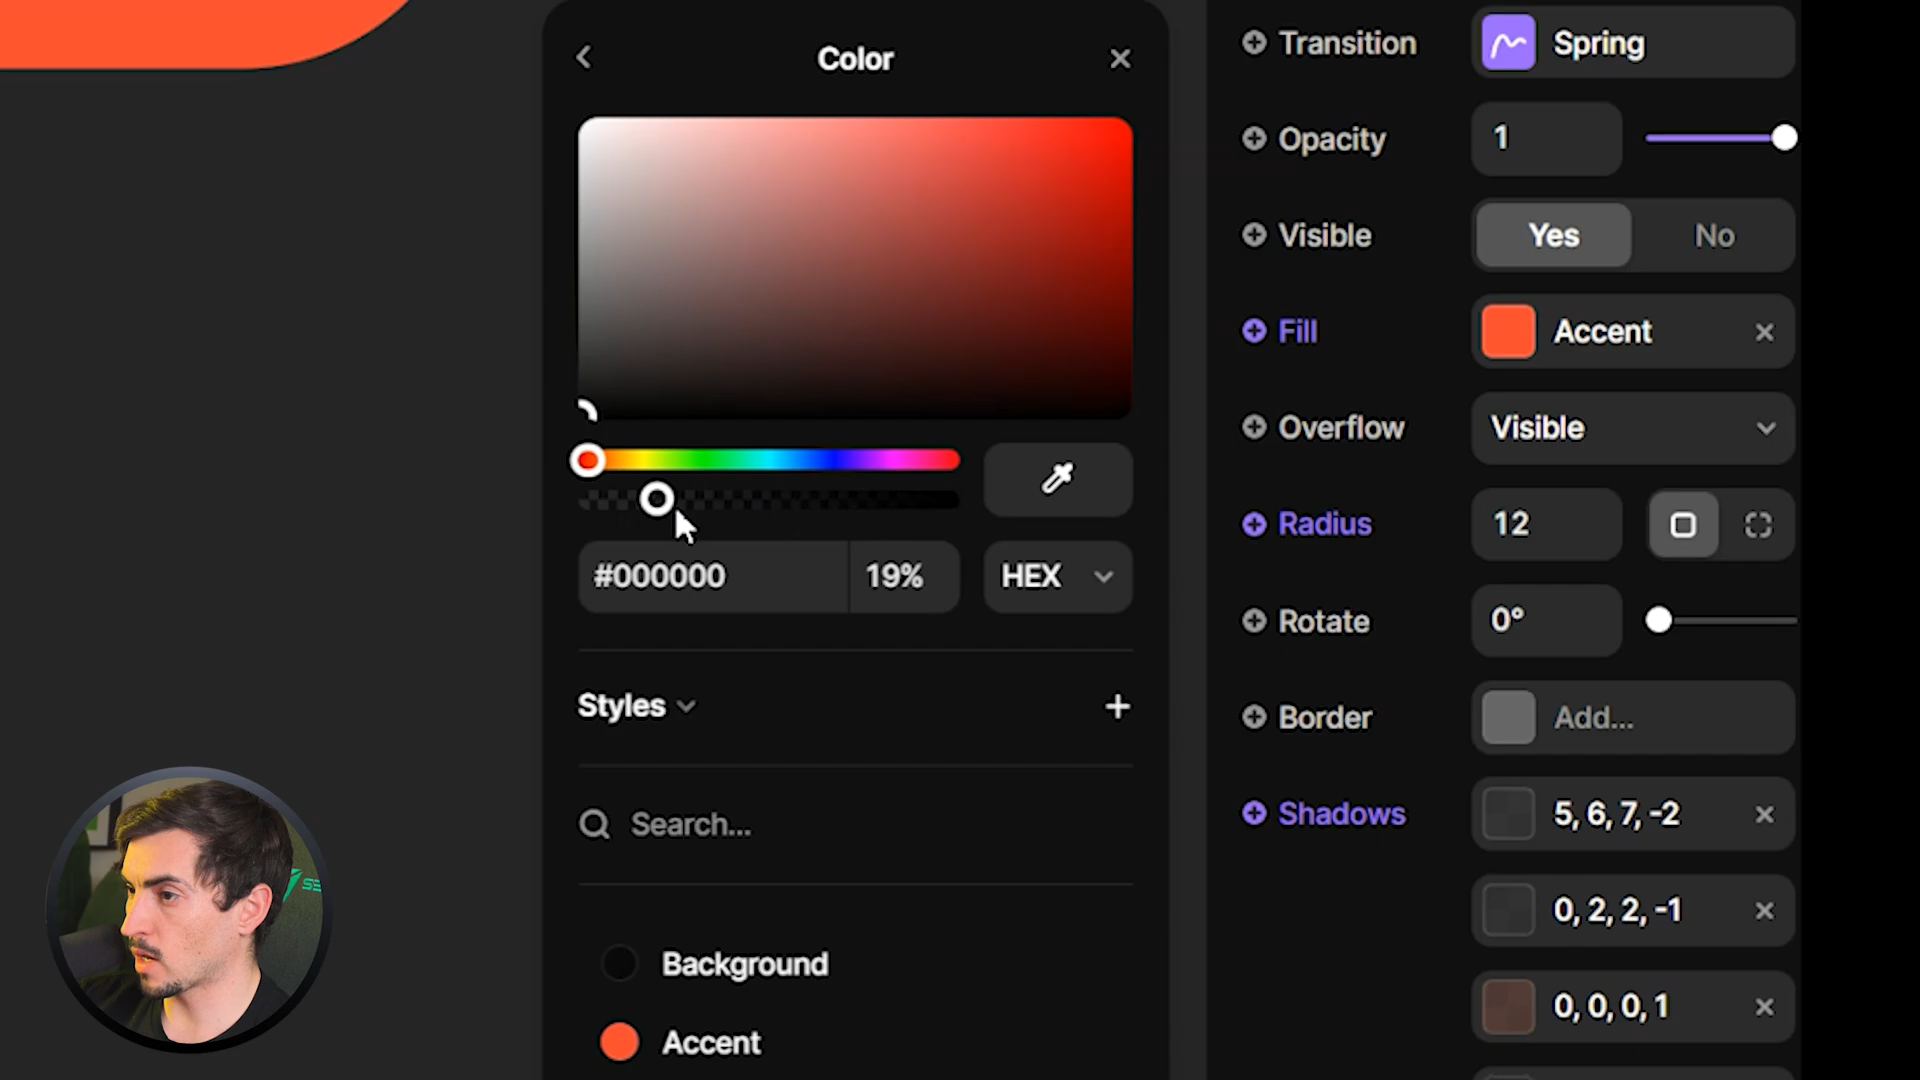 Color
#000000
19%
HEX
Styles
Search...
Background
Accent
Transition
Spring
Opacity
1
Visible
Yes
No
Fill
Accent
Overflow
Visible
Radius
12
Rotate
0°
Border
Add...
Shadows
5, 6, 7, -2
0, 2, 2, -1
0, 0, 0, 1